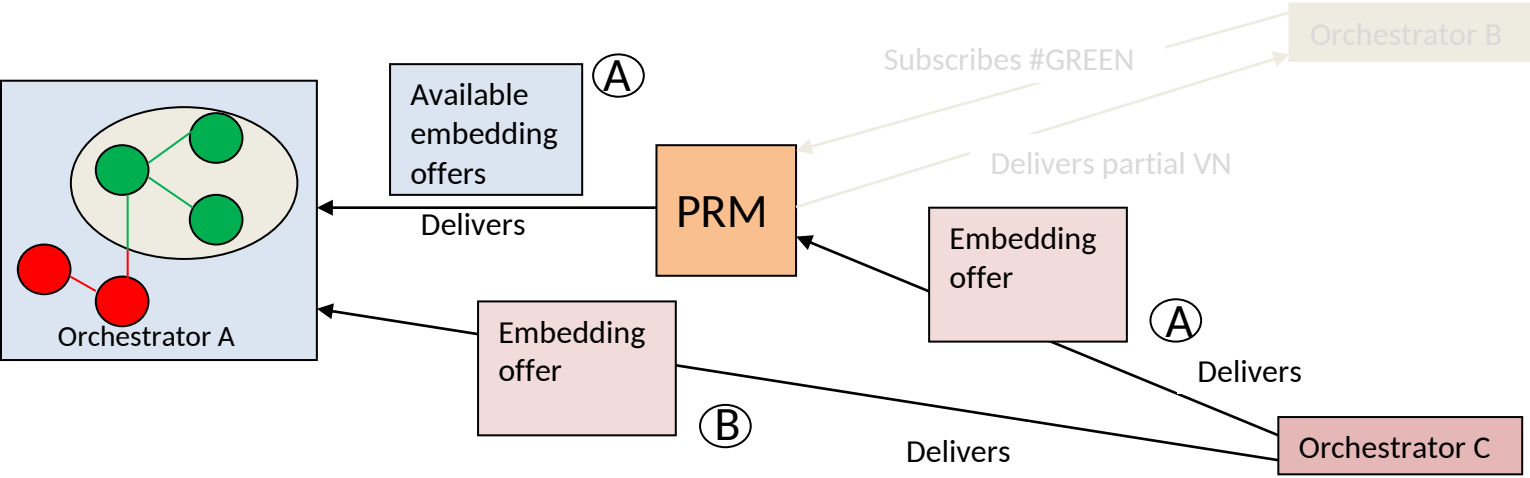 Orchestrator B
Subscribes #GREEN
A
Available
embedding
offers
Delivers partial VN
PRM
Delivers
Embedding
offer
A
Orchestrator A
Embedding
offer
Delivers
B
Delivers
Orchestrator C